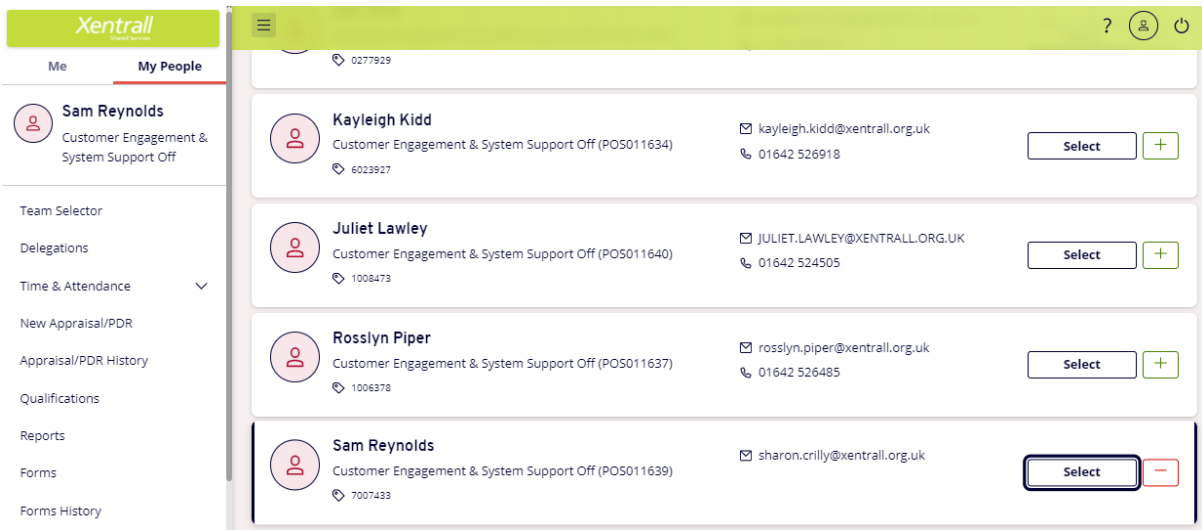 Xentrall
Shared Services
Me
My People
Sam Reynolds
Customer Engagement &
System Support Off
Team Selector
Delegations
Time & Attendance
New Appraisal/PDR
Appraisal/PDR History
Qualifications
Reports
Forms
Forms History
?
0277929
Kayleigh Kidd
Customer Engagement & System Support Off (POS011634)
6023927
kayleigh.kidd@xentrall.org.uk
01642 526918
Select
+
Juliet Lawley
Customer Engagement & System Support Off (POS011640)
1008473
JULIET.LAWLEY@XENTRALL.ORG.UK
01642 524505
Select
+
Rosslyn Piper
Customer Engagement & System Support Off (POS011637)
1006378
rosslyn.piper@xentrall.org.uk
01642 526485
Select
+
Sam Reynolds
Customer Engagement & System Support Off (POS011639)
7007433
sharon.crilly@xentrall.org.uk
Select
−